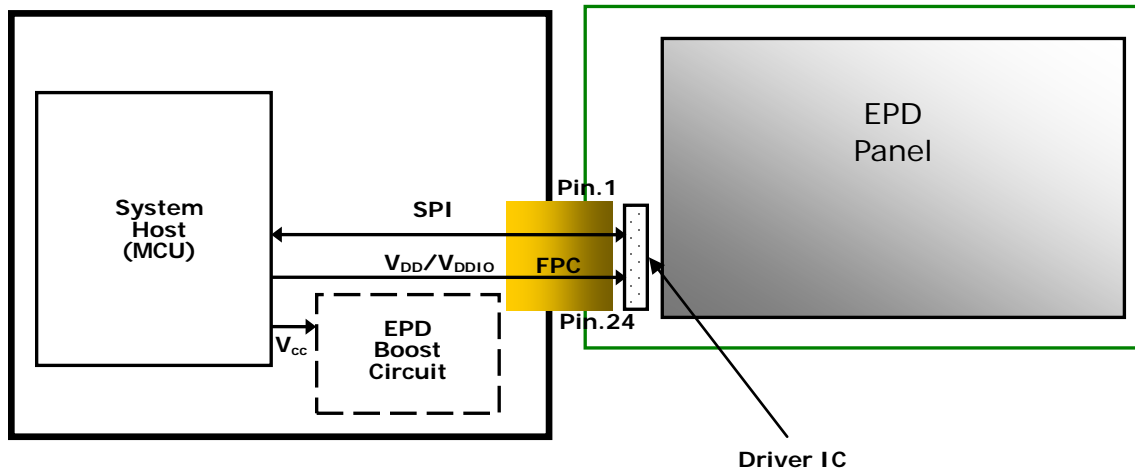 System
Host
(MCU)
SPI
VDD/VDDIO
Vcc
EPD
Boost
Circuit
Pin.1
FPC
Pin.24
EPD
Panel
Driver IC